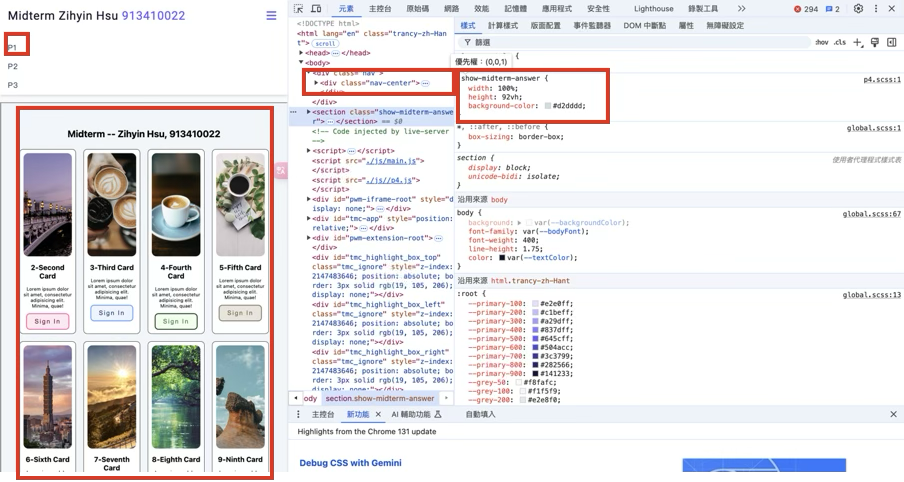 Midterm Zihyin Hsu 913410022
P1
P2
P3
Midterm -- Zihyin Hsu, 913410022
2-Second Card
Lorem ipsum dolor sit amet, consectetur adipisicing elit. Minima, quae!
Sign In
3-Third Card
Lorem ipsum dolor sit amet, consectetur adipisicing elit. Minima, quae!
Sign In
4-Fourth Card
Lorem ipsum dolor sit amet, consectetur adipisicing elit. Minima, quae!
Sign In
5-Fifth Card
Lorem ipsum dolor sit amet, consectetur adipisicing elit. Minima, quae!
Sign In
6-Sixth Card
7-Seventh Card
8-Eighth Card
9-Ninth Card
元素 主控台 原始碼 網路 效能 記憶體 應用程式 安全性 Lighthouse 錄製工具 294 2
<!DOCTYPE html>
<html lang="en" class="trancy-zh-Hant"> scroll
<head> </head>
<body>
<div class="nav">
<div class="nav-center">
</div>
<section class="show-midterm-answer"> </section> == $0
<!-- Code injected by live-server -->
<script> </script>
<script src="./js/main.js">
</script>
<script src="./js//p4.js">
</script>
<div id="pwm-iframe-root" style="display: none;"> </div>
<div id="tmc-app" style="position: relative;"> </div>
<div id="pwm-extension-root">
</div>
<div id="tmc_highlight_box_top" class="tmc_ignore" style="z-index: 2147483646; position: absolute; border: 3px solid rgb(19, 105, 206); display: none;"></div>
<div id="tmc_highlight_box_left" class="tmc_ignore" style="z-index: 2147483646; position: absolute; border: 3px solid rgb(19, 105, 206); display: none;"></div>
<div id="tmc_highlight_box_right" class="tmc_ignore" style="z-index: 2147483646; position: absolute; border: 3px solid rgb(19, 105, 206);
ody section.show-midterm-answer
樣式 計算樣式 版面配置 事件監聽器 DOM 中斷點 屬性 無障礙設定
篩選 :hov .cls
優先權：(0,0,1)
show-midterm-answer { p4.scss:1
width: 100%;
height: 92vh;
background-color: #d2dddd;
*, ::after, ::before { global.scss:1
box-sizing: border-box;
}
section { 使用者代理程式樣式表
display: block;
unicode-bidi: isolate;
}
沿用來源 body
body { global.scss:67
background: var(--backgroundColor);
font-family: var(--bodyFont);
font-weight: 400;
line-height: 1.75;
color: var(--textColor);
}
沿用來源 html.trancy-zh-Hant
:root { global.scss:13
--primary-100: #e2e0ff;
--primary-200: #c1beff;
--primary-300: #a29dff;
--primary-400: #837dff;
--primary-500: #645cff;
--primary-600: #504acc;
--primary-700: #3c3799;
--primary-800: #282566;
--primary-900: #141233;
--grey-50: #f8fafc;
--grey-100: #f1f5f9;
--grey-200: #e2e8f0;
主控台 新功能 AI 輔助功能 自動填入
Highlights from the Chrome 131 update
Debug CSS with Gemini